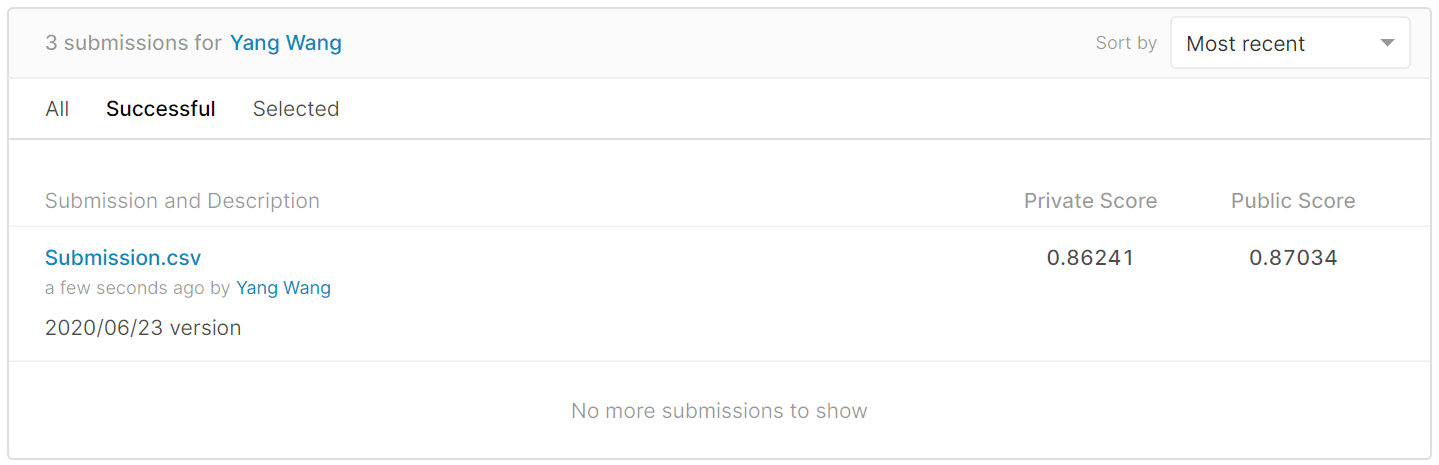 3 submissions for Yang Wang
Sort by Most recent
All Successful Selected
Submission and Description Private Score Public Score
Submission.csv 0.86241 0.87034
a few seconds ago by Yang Wang
2020/06/23 version
No more submissions to show